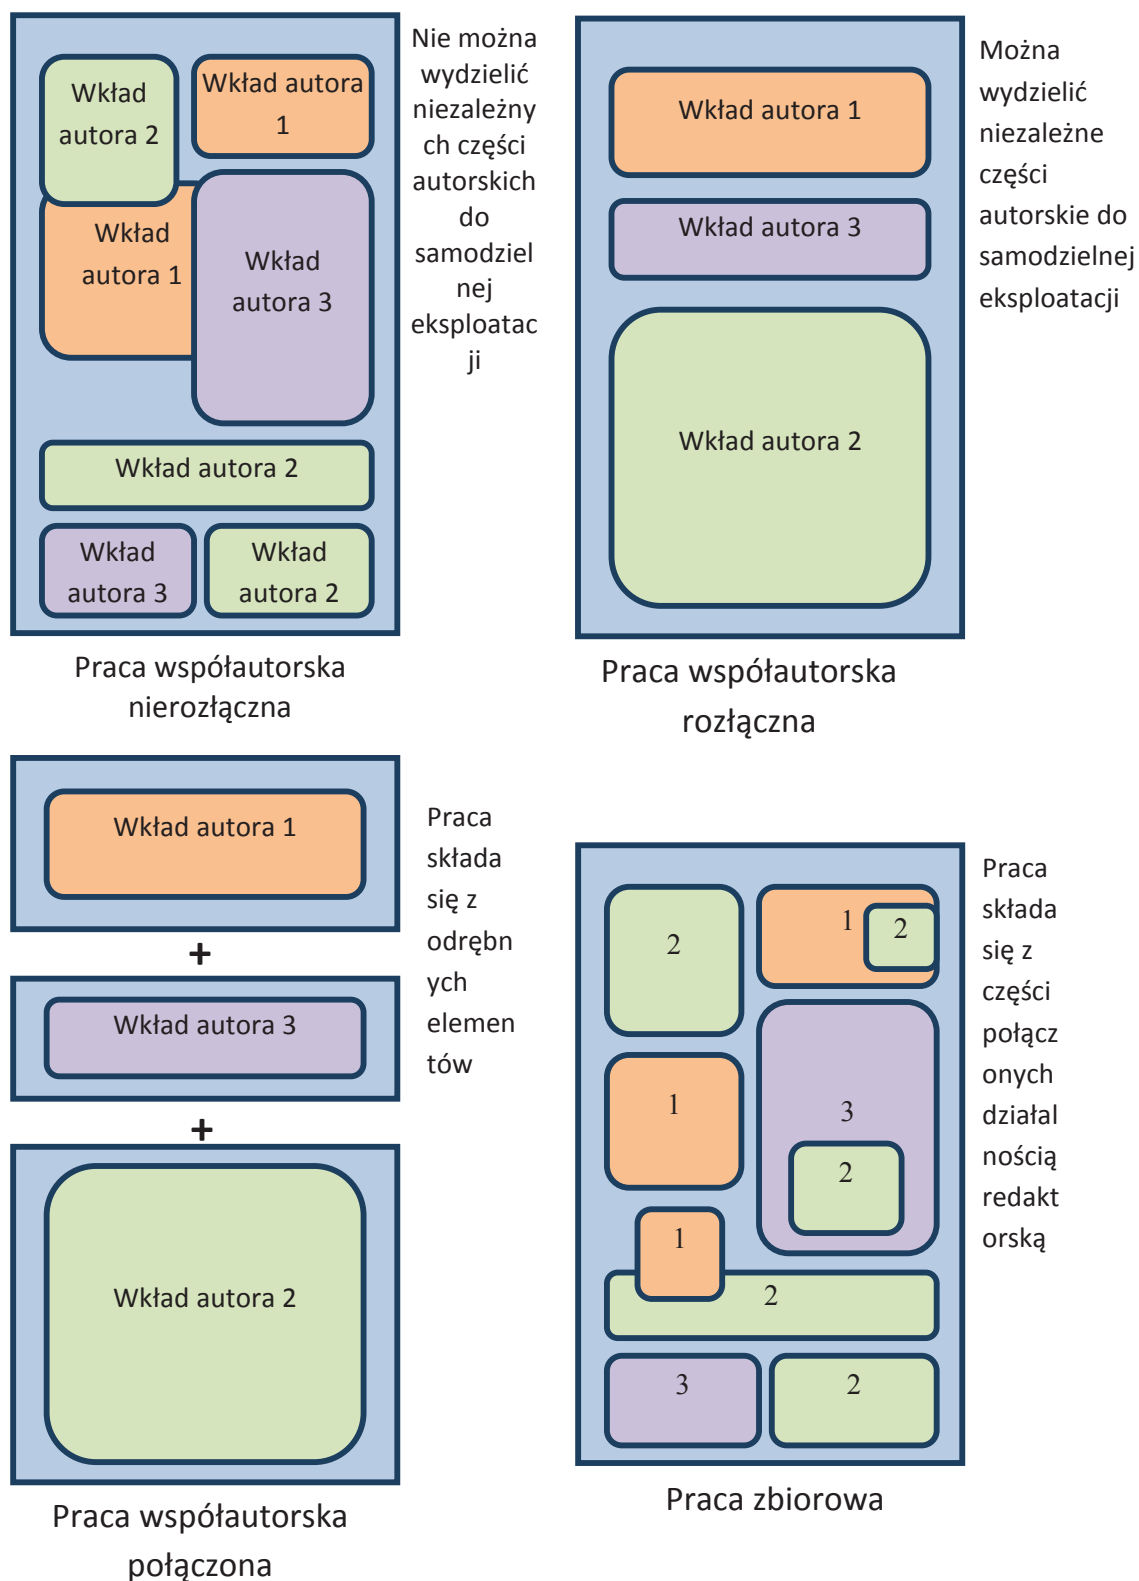 Wkład
autora 2
Wkład autora
1
Wkład
autora 1
Wkład
autora 3
Wkład autora 2
Wkład
autora 3
Wkład
autora 2
Nie można
wydzielić
niezależny
ch części
autorskich
do
samodziel
nej
eksploatac
ji
Praca współautorska
nierozłączna
Wkład autora 1
Wkład autora 3
Wkład autora 2
Można
wydzielić
niezależne
części
autorskie do
samodzielnej
eksploatacji
Praca współautorska
rozłączna
Wkład autora 1
+
Wkład autora 3
+
Wkład autora 2
Praca
składa
się z
odrębn
ych
elemen
tów
Praca współautorska
połączona
2
1
2
1
3
2
1
2
3
2
Praca
składa
się z
części
połącz
onych
działal
nością
redakt
orską
Praca zbiorowa